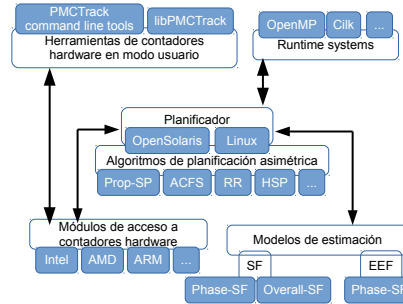 PMCTrack
command line tools
libPMCTrack
Herramientas de contadores
hardware en modo usuario
OpenMP
Cilk
...
Runtime systems
Planificador
OpenSolaris
Linux
Algoritmos de planificación asimétrica
Prop-SP
ACFS
RR
HSP
...
Módulos de acceso a
contadores hardware
Intel
AMD
ARM
...
Modelos de estimación
SF
EEF
Phase-SF
Overall-SF
Phase-SF